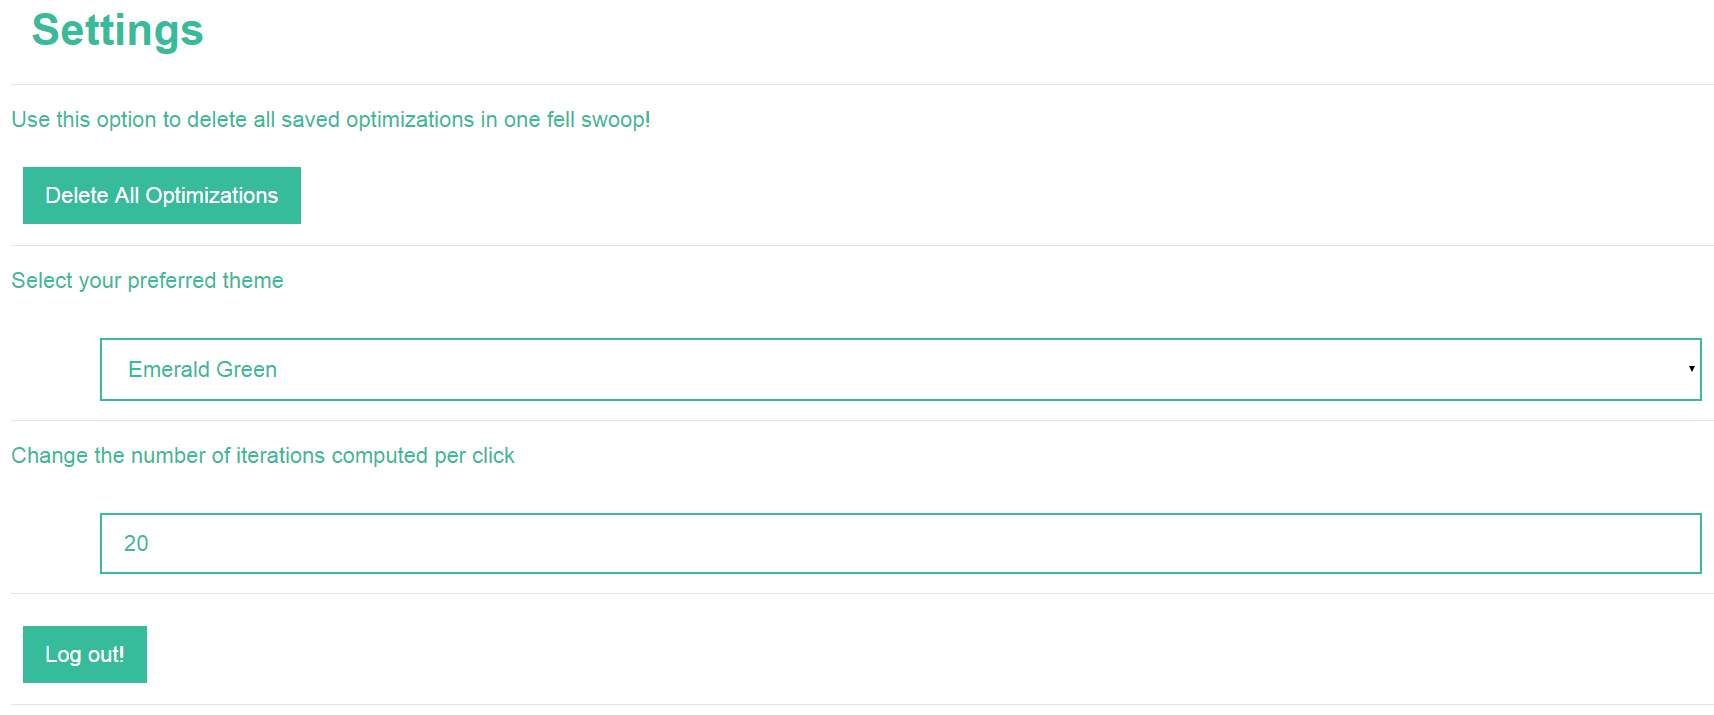 Settings
Use this option to delete all saved optimizations in one fell swoop!
Delete All Optimizations
Select your preferred theme
Emerald Green
Change the number of iterations computed per click
20
Log out!